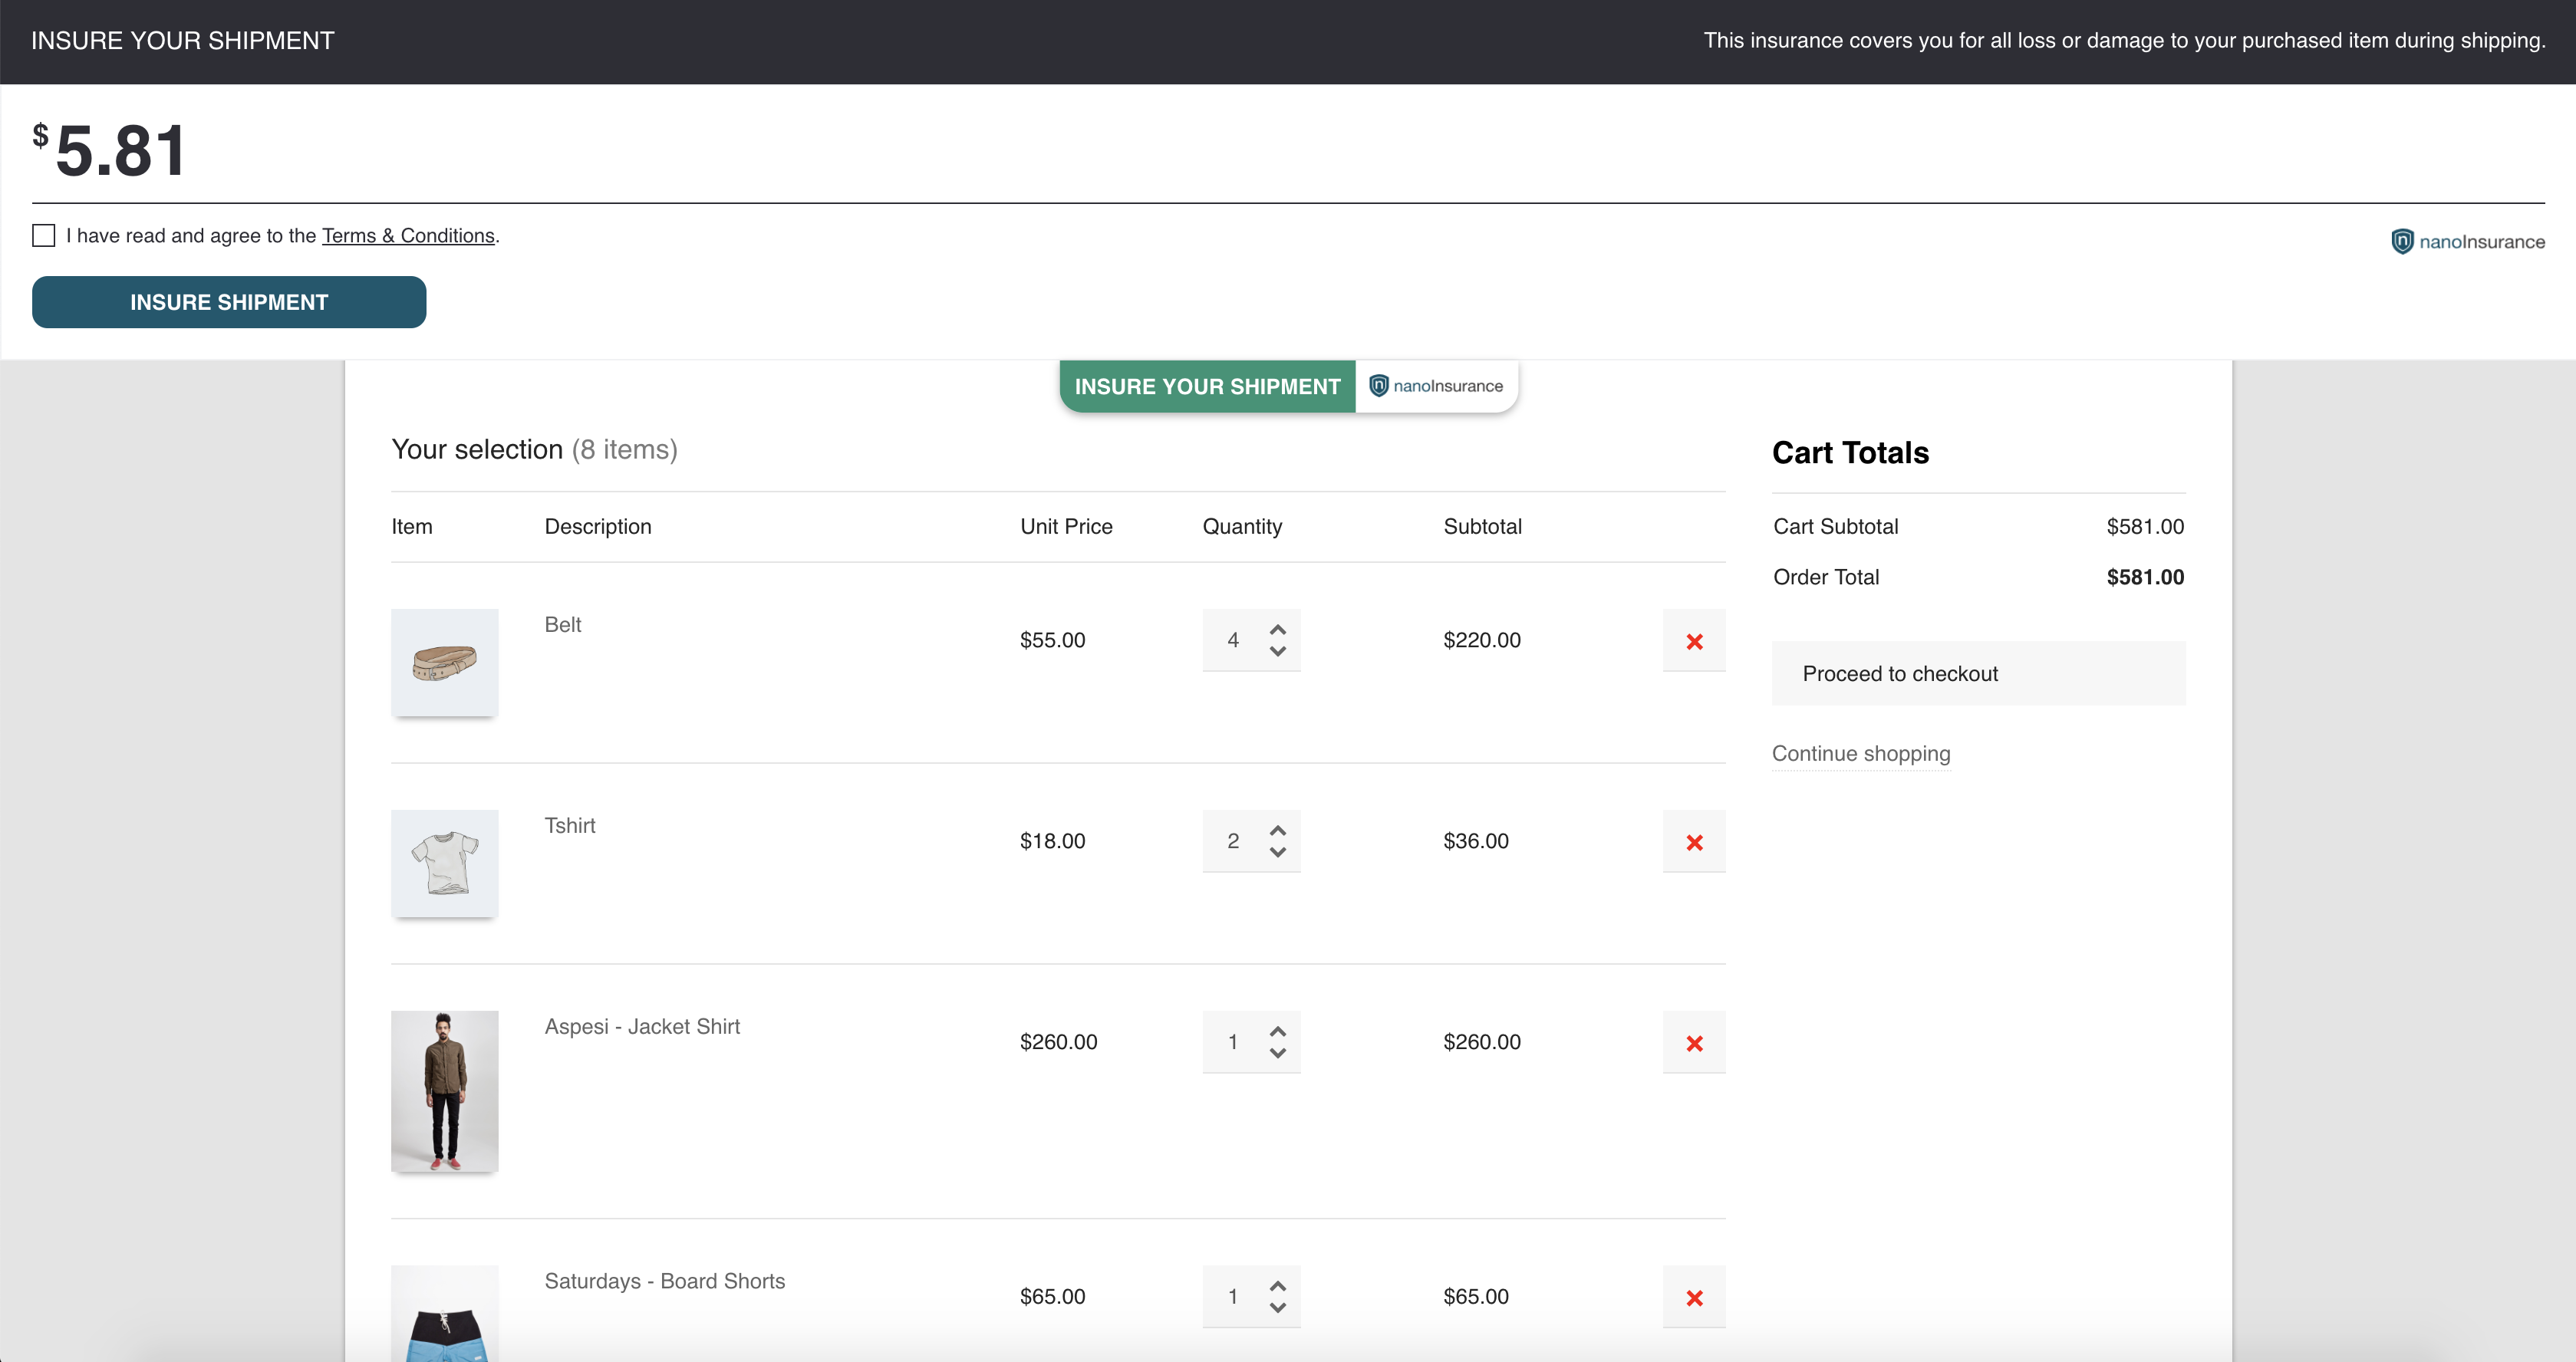 INSURE YOUR SHIPMENT
This insurance covers you for all loss or damage to your purchased item during shipping.
$5.81
I have read and agree to the Terms & Conditions.
nanoInsurance
INSURE SHIPMENT
INSURE YOUR SHIPMENT nanoInsurance
Your selection (8 items)
Item Description Unit Price Quantity Subtotal
Belt
$55.00 4 $220.00
Tshirt
$18.00 2 $36.00
Aspesi - Jacket Shirt
$260.00 1 $260.00
Saturdays - Board Shorts
$65.00 1 $65.00
Cart Totals
Cart Subtotal $581.00
Order Total $581.00
Proceed to checkout
Continue shopping